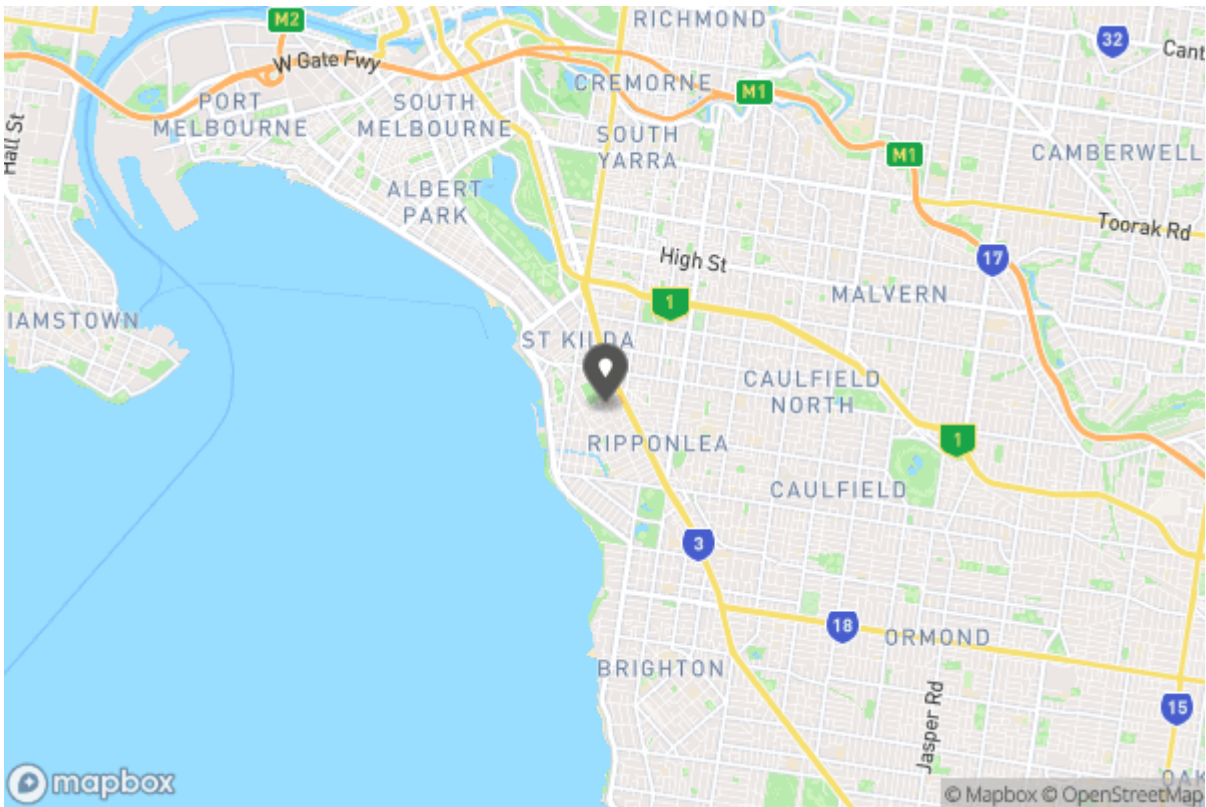 RICHMOND
M2
32
Cant
W Gate Fwy
CREMORNE
M1
PORT
MELBOURNE
SOUTH
MELBOURNE
Hall St
SOUTH
YARRA
M1
CAMBERWELL
ALBERT
PARK
Toorak Rd
High St
17
MALVERN
1
IAMSTOWN
ST KILDA
CAULFIELD
NORTH
RIPPONLEA
1
CAULFIELD
3
18
ORMOND
BRIGHTON
Jasper Rd
15
OAK
mapbox
© Mapbox © OpenStreetMap